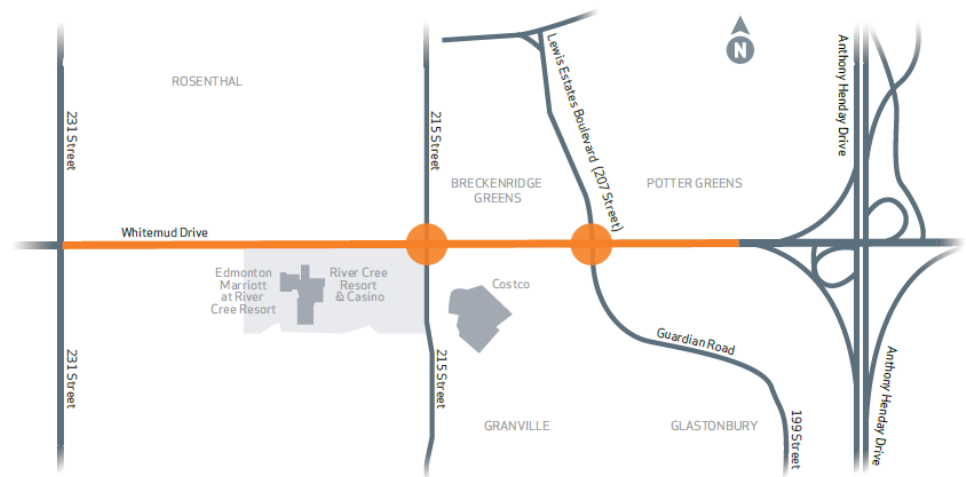 N
Lewis Estates Boulevard (207 Street)
Anthony Henday Drive
ROSENTHAL
231 Street
215 Street
BRECKENRIDGE
GREENS
POTTER GREENS
Whitemud Drive
Edmonton
Marriott
at River
Cree Resort
River Cree
Resort
& Casino
Costco
Guardian Road
231 Street
215 Street
Anthony Henday Drive
GRANVILLE
GLASTONBURY
199 Street